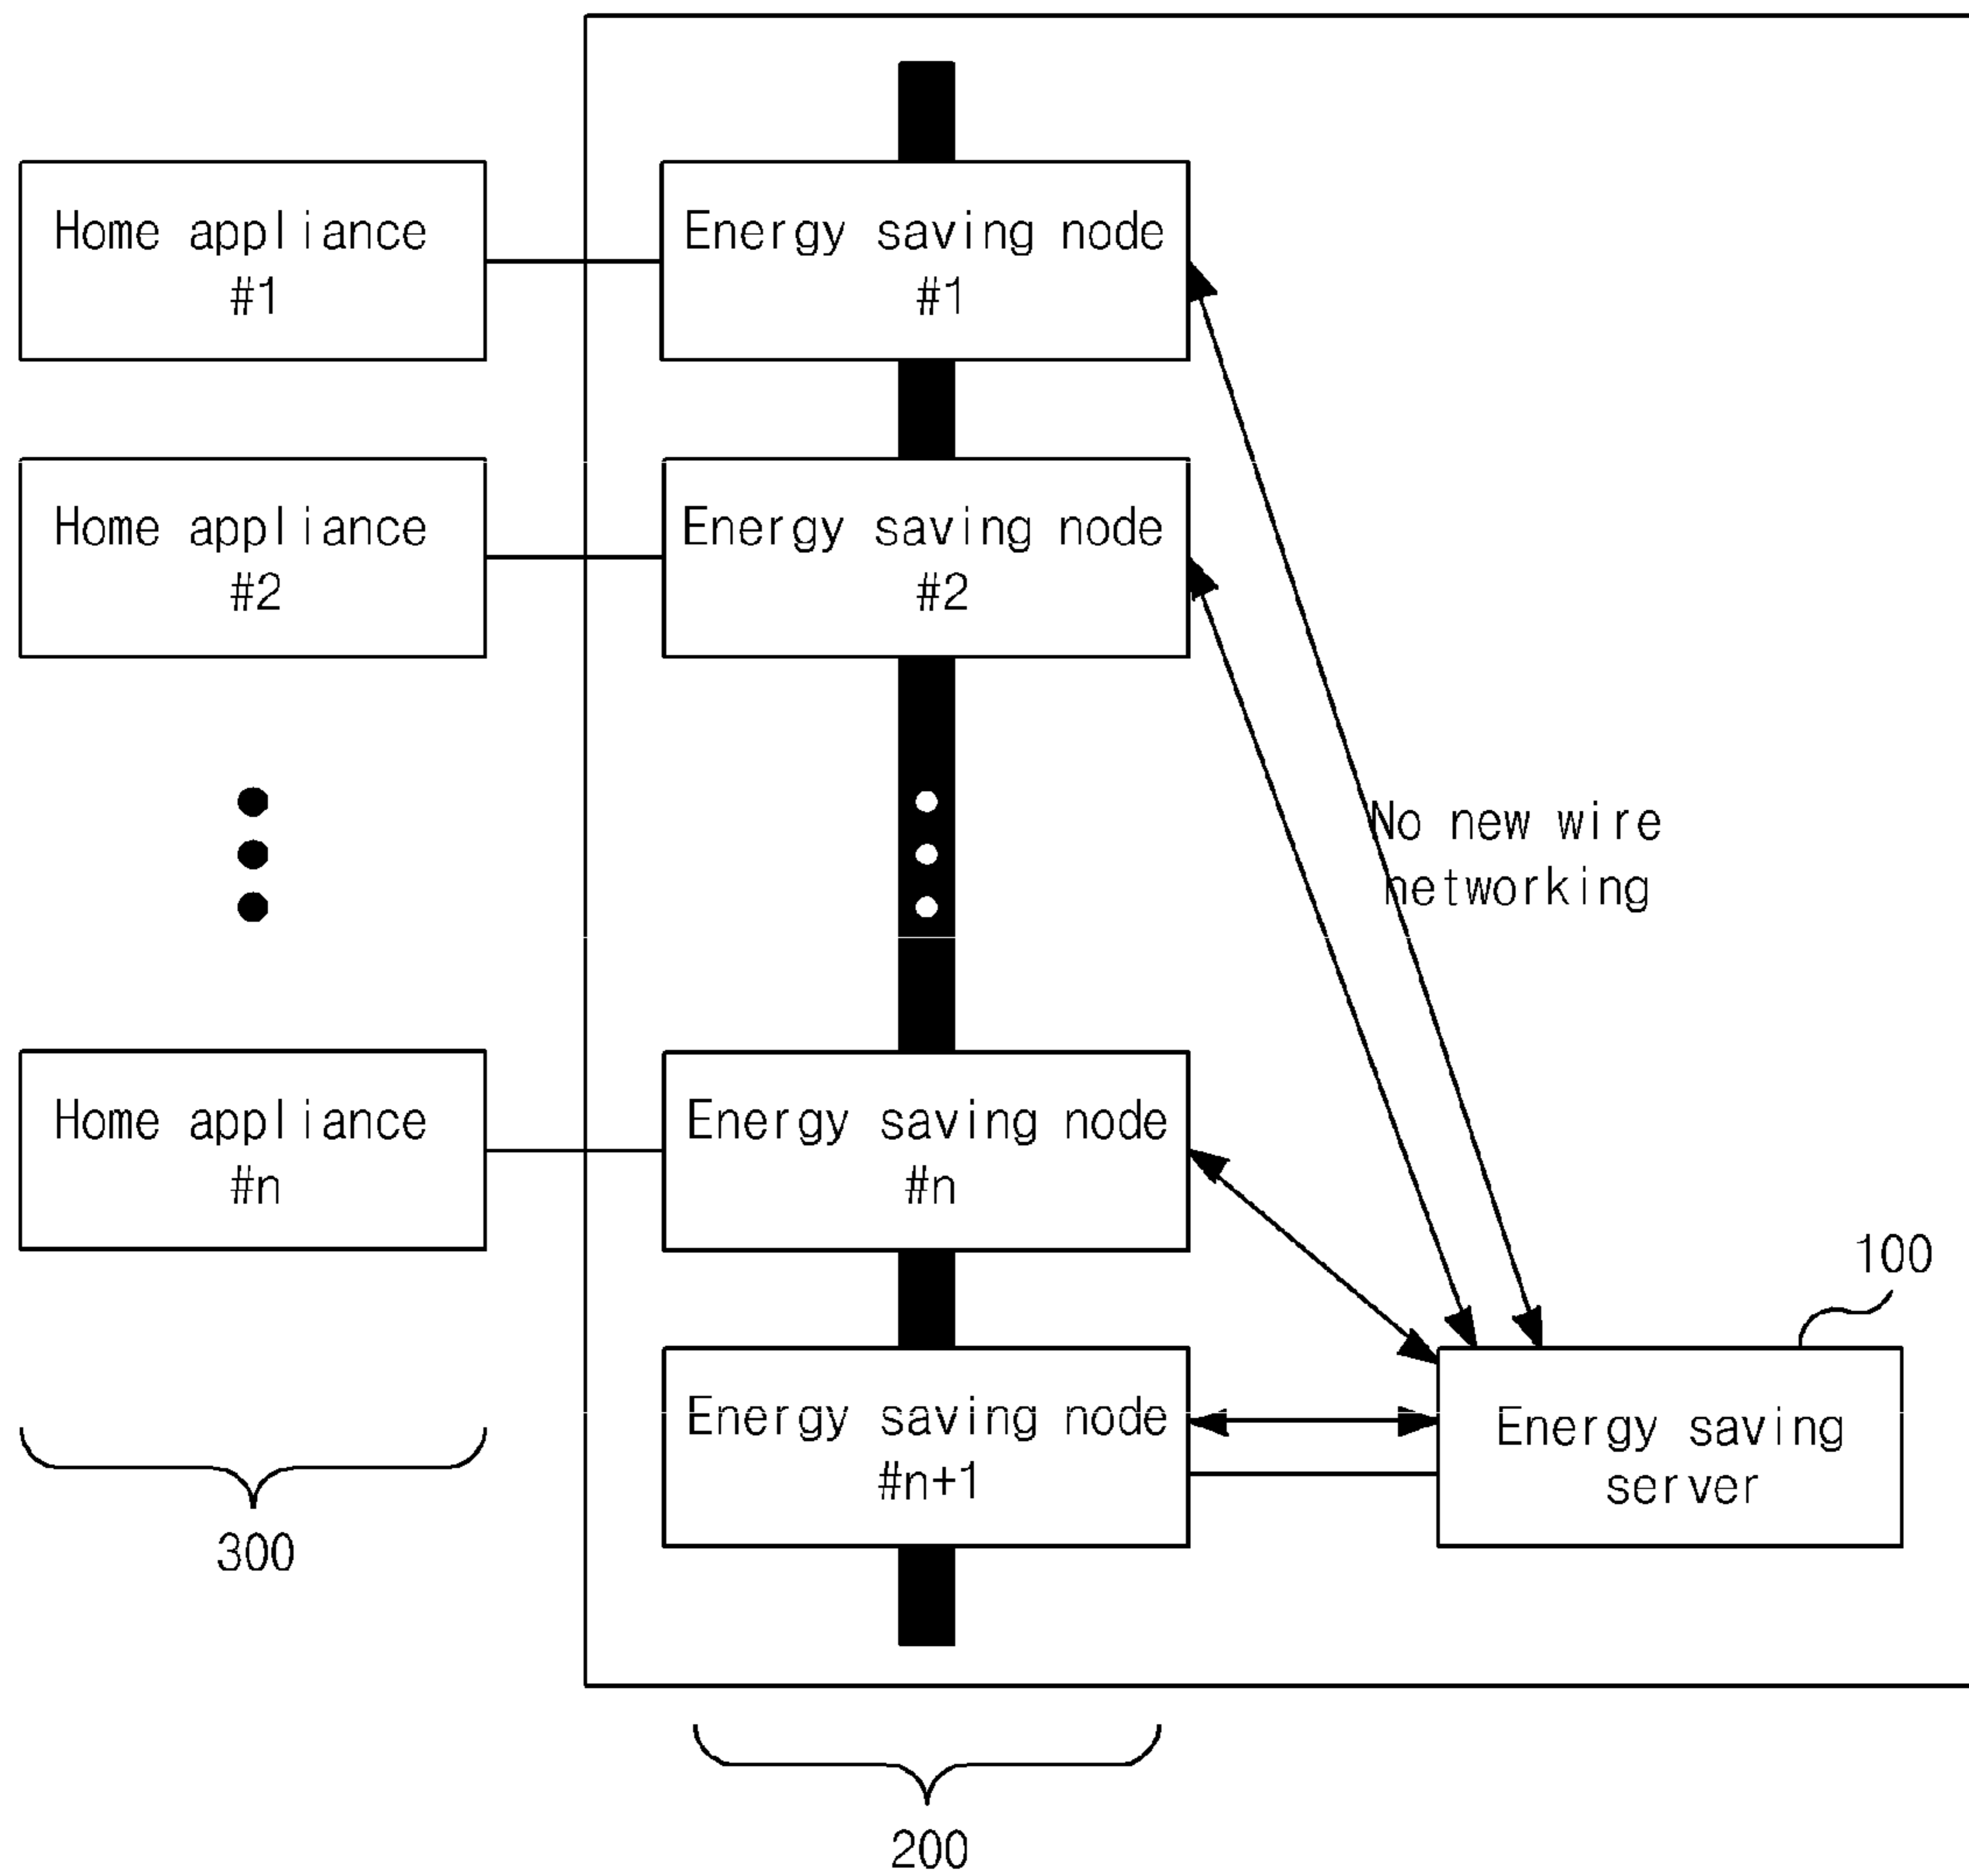 Home appliance
#1
Energy saving node
#1
Home appliance
#2
Energy saving node
#2
No new wire
networking
Home appliance
#n
Energy saving node
#n
100
Energy saving node
#n+1
Energy saving
server
300
200